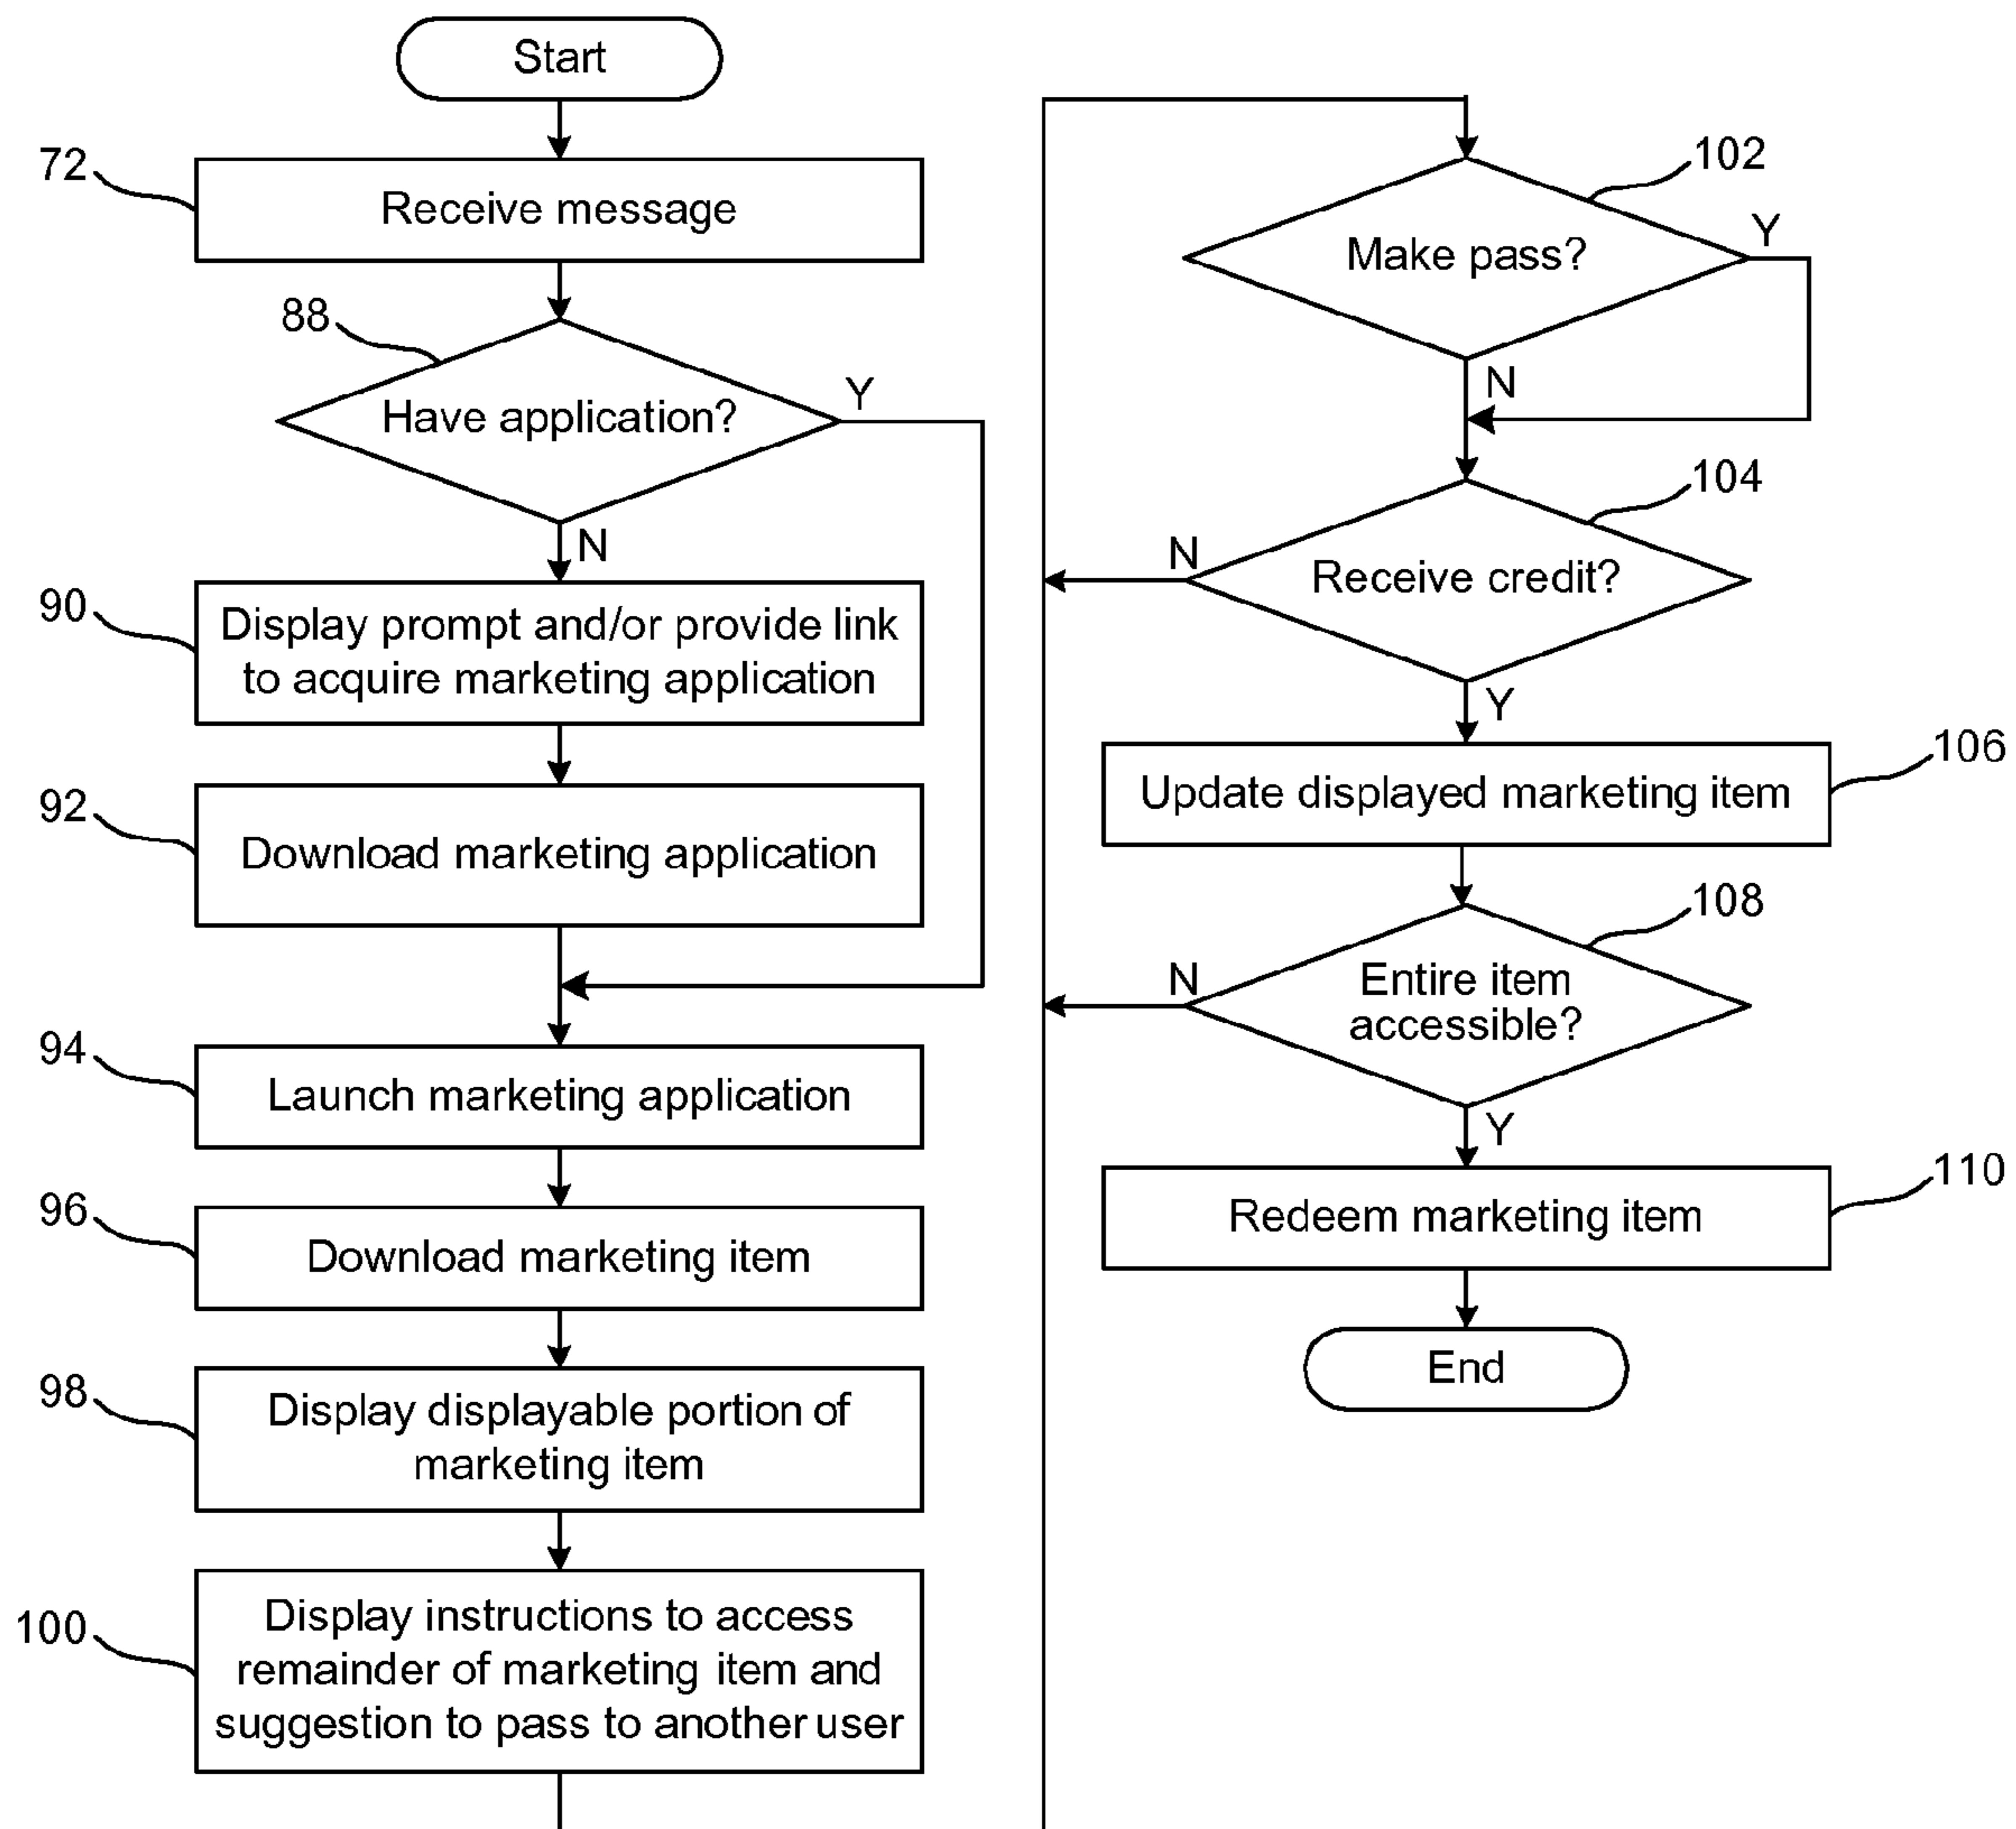 Start
72
Receive message
88
Have application?
Y
N
90
Display prompt and/or provide link
to acquire marketing application
92
Download marketing application
94
Launch marketing application
96
Download marketing item
98
Display displayable portion of
marketing item
100
Display instructions to access
remainder of marketing item and
suggestion to pass to another user
102
Make pass?
Y
N
104
Receive credit?
N
Y
106
Update displayed marketing item
108
Entire item
accessible?
N
Y
110
Redeem marketing item
End